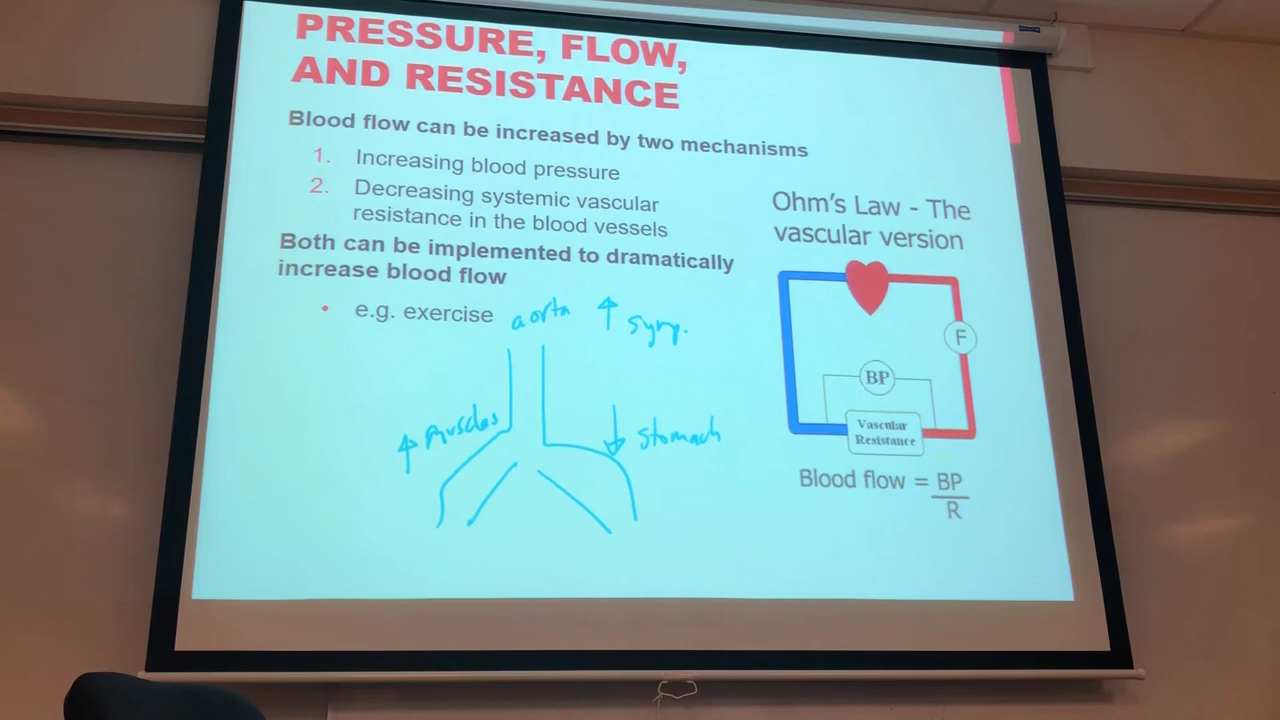 PRESSURE, FLOW,
AND RESISTANCE
Blood flow can be increased by two mechanisms
1. Increasing blood pressure
2. Decreasing systemic vascular
resistance in the blood vessels
Both can be implemented to dramatically
increase blood flow
• e.g. exercise
aorta ↑ symp.
↑ muscles
↓ stomach
Ohm's Law - The
vascular version
F
BP
Vascular
Resistance
Blood flow = BP
R